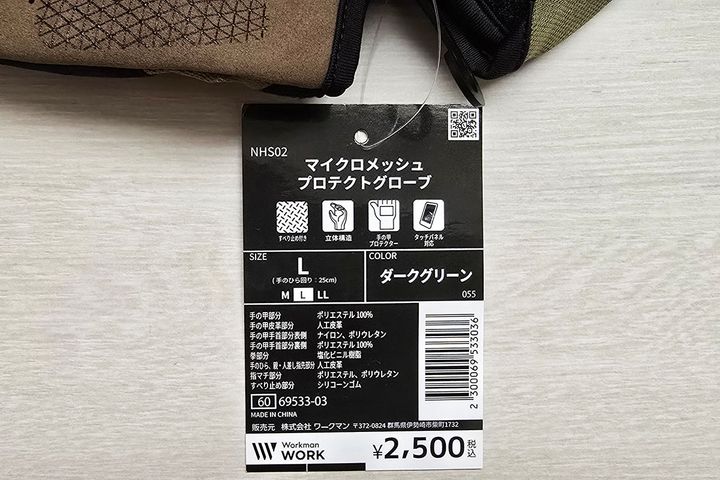 NHS02
マイクロメッシュ
プロテクトグローブ
すべり止め付き
立体構造
手の甲
プロテクター
タッチパネル
対応
SIZE
L
(手のひら回り：25cm)
M L LL
COLOR
ダークグリーン
055
手の甲部分 ポリエステル100%
手の甲皮革部分 人工皮革
手の甲手首部分表側 ナイロン、ポリウレタン
手の甲手首部分裏側 ポリエステル100%
拳部分 塩化ビニル樹脂
手のひら、親・人差し指先部分 人工皮革
指マチ部分 ポリエステル、ポリウレタン
すべり止め部分 シリコーンゴム
60 69533-03
MADE IN CHINA
販売元 株式会社 ワークマン 〒372-0824 群馬県伊勢崎市柴町1732
2 300069 533036
Workman
WORK
¥2,500税込